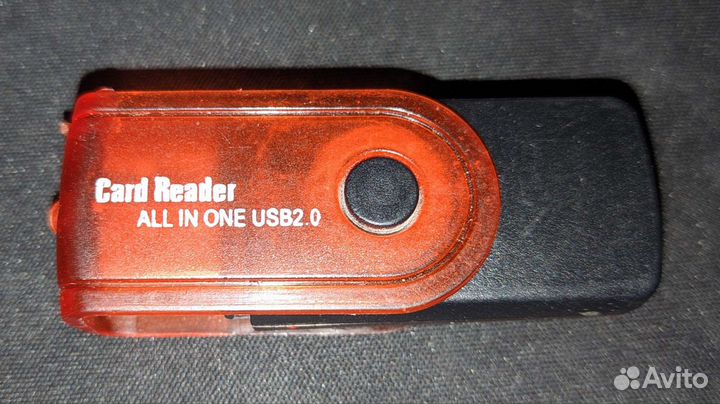 Card Reader
ALL IN ONE USB2.0
Avito